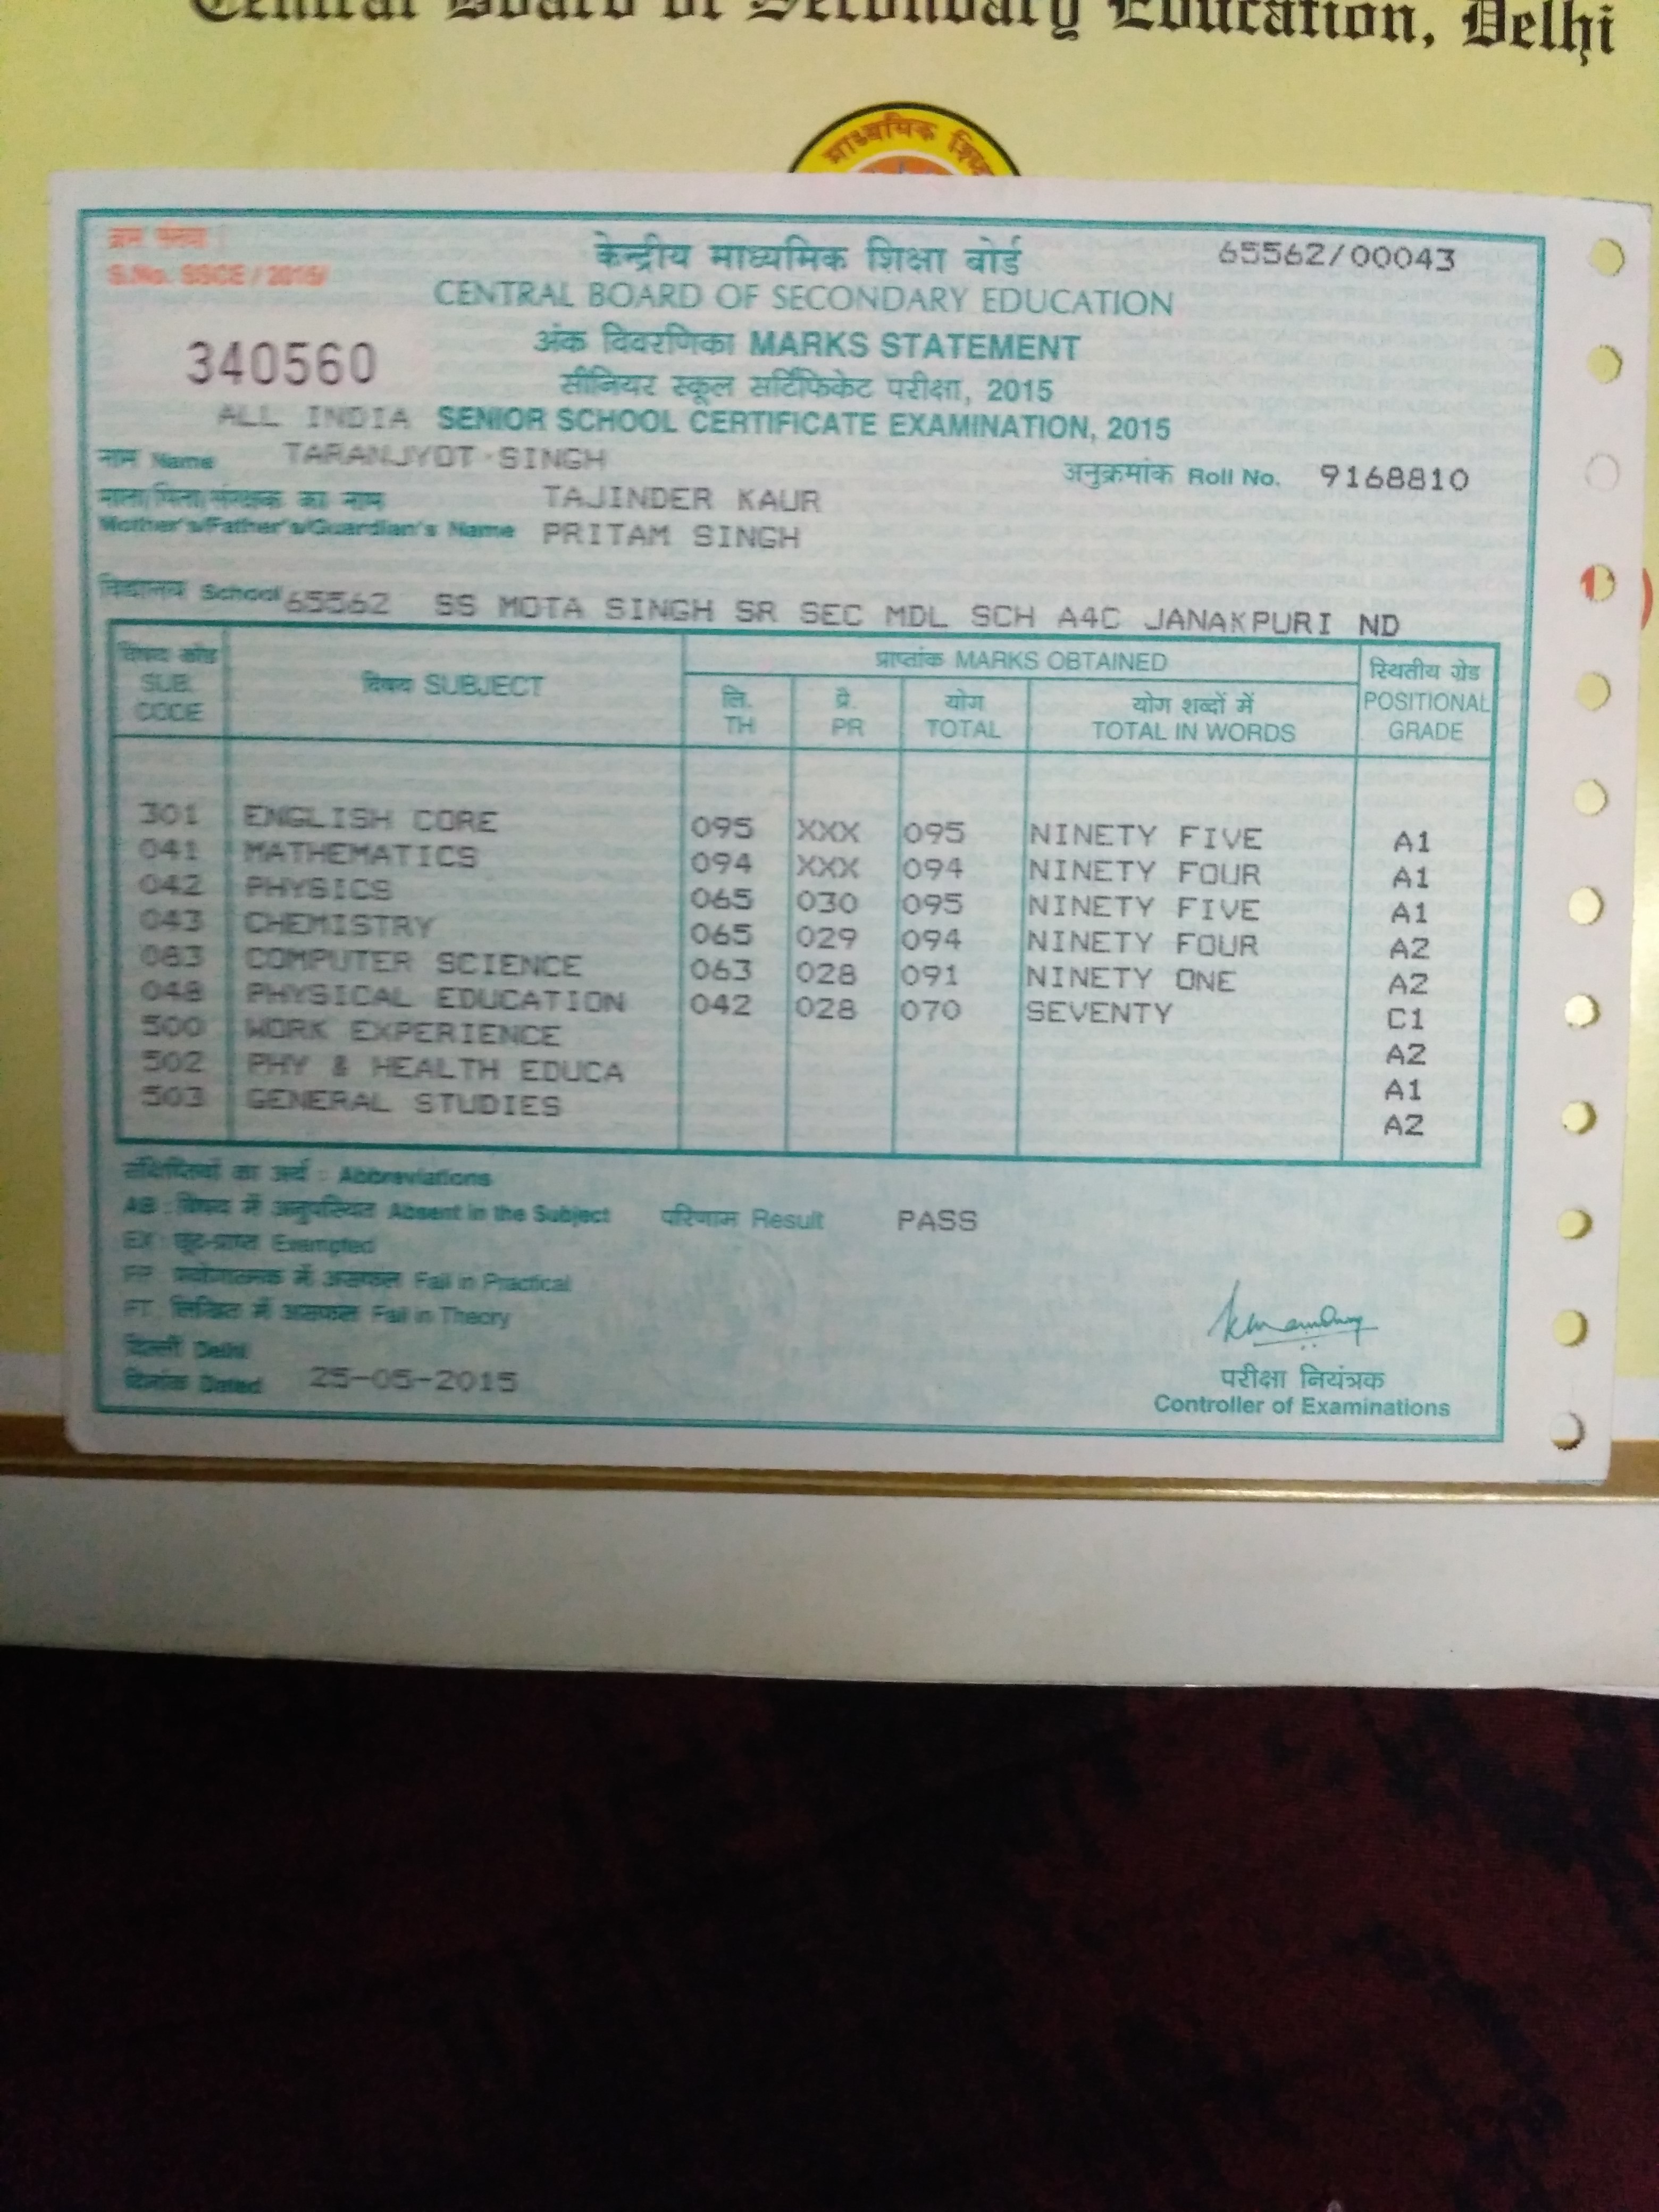 Central Board of Secondary Education, Delhi
माध्यमिक
क्रम संख्या
S.No. SSCE / 2015/
केन्द्रीय माध्यमिक शिक्षा बोर्ड
65562/00043
CENTRAL BOARD OF SECONDARY EDUCATION
340560
अंक विवरणिका MARKS STATEMENT
सीनियर स्कूल सर्टिफिकेट परीक्षा, 2015
ALL INDIA SENIOR SCHOOL CERTIFICATE EXAMINATION, 2015
नाम Name TARANJYOT SINGH
अनुक्रमांक Roll No. 9168810
माता/पिता/संरक्षक का नाम TAJINDER KAUR
Mother's/Father's/Guardian's Name PRITAM SINGH
विद्यालय School 65562 SS MOTA SINGH SR SEC MDL SCH A4C JANAKPURI ND
विषय कोड SUB. CODE विषय SUBJECT प्राप्तांक MARKS OBTAINED स्थितीय ग्रेड POSITIONAL GRADE
लि. TH प्रै. PR योग TOTAL योग शब्दों में TOTAL IN WORDS
301 ENGLISH CORE 095 XXX 095 NINETY FIVE A1
041 MATHEMATICS 094 XXX 094 NINETY FOUR A1
042 PHYSICS 065 030 095 NINETY FIVE A1
043 CHEMISTRY 065 029 094 NINETY FOUR A2
083 COMPUTER SCIENCE 063 028 091 NINETY ONE A2
048 PHYSICAL EDUCATION 042 028 070 SEVENTY C1
500 WORK EXPERIENCE A2
502 PHY & HEALTH EDUCA A1
503 GENERAL STUDIES A2
संक्षिप्तियों का अर्थ : Abbreviations
AB : विषय में अनुपस्थित Absent in the Subject परिणाम Result PASS
EX : छूट-प्राप्त Exempted
FP : प्रयोगात्मक में असफल Fail in Practical
FT : लिखित में असफल Fail in Theory
दिल्ली Delhi
दिनांक Dated 25-05-2015
परीक्षा नियंत्रक
Controller of Examinations